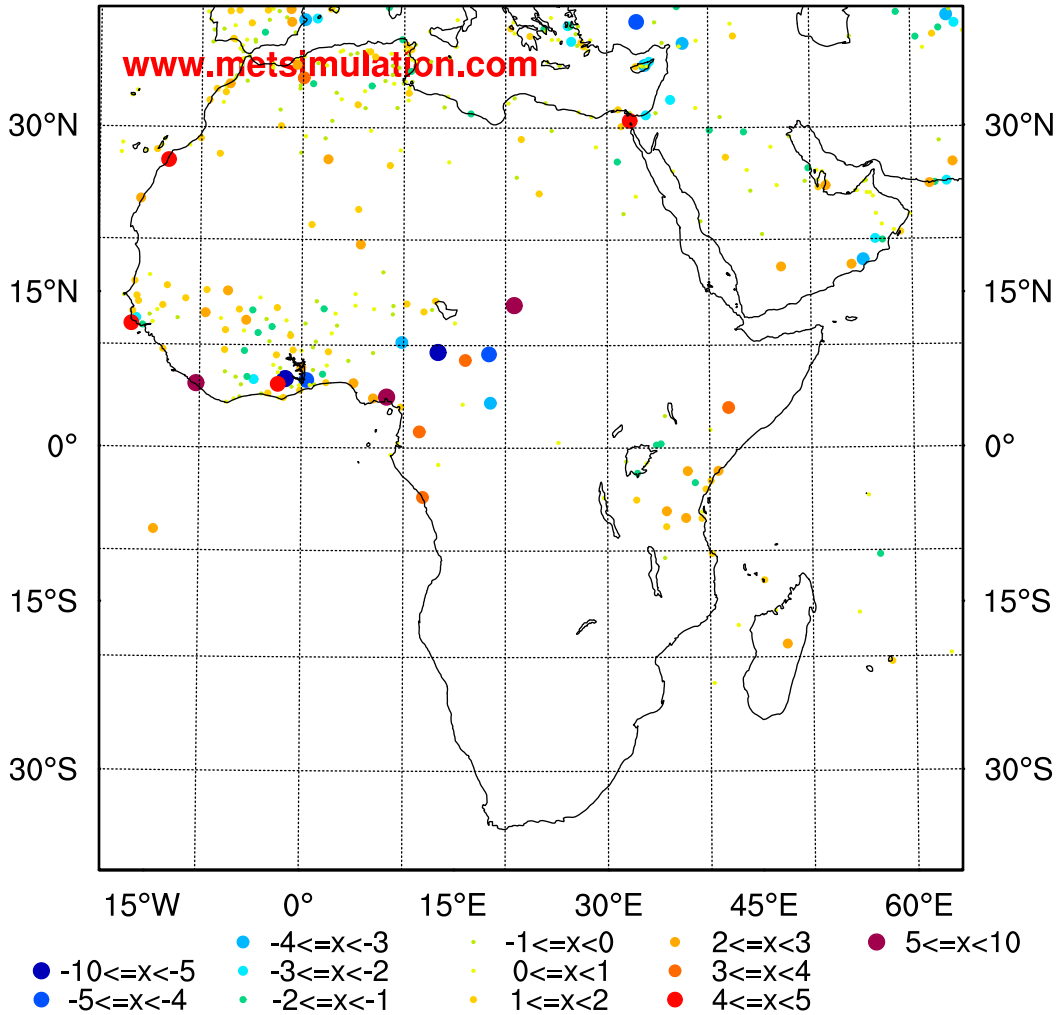 www.metsimulation.com
30°N 30°N
15°N 15°N
0° 0°
15°S 15°S
30°S 30°S
15°W 0° 15°E 30°E 45°E 60°E
-4<=x<-3 -1<=x<0 2<=x<3 5<=x<10
-10<=x<-5 -3<=x<-2 0<=x<1 3<=x<4
-5<=x<-4 -2<=x<-1 1<=x<2 4<=x<5